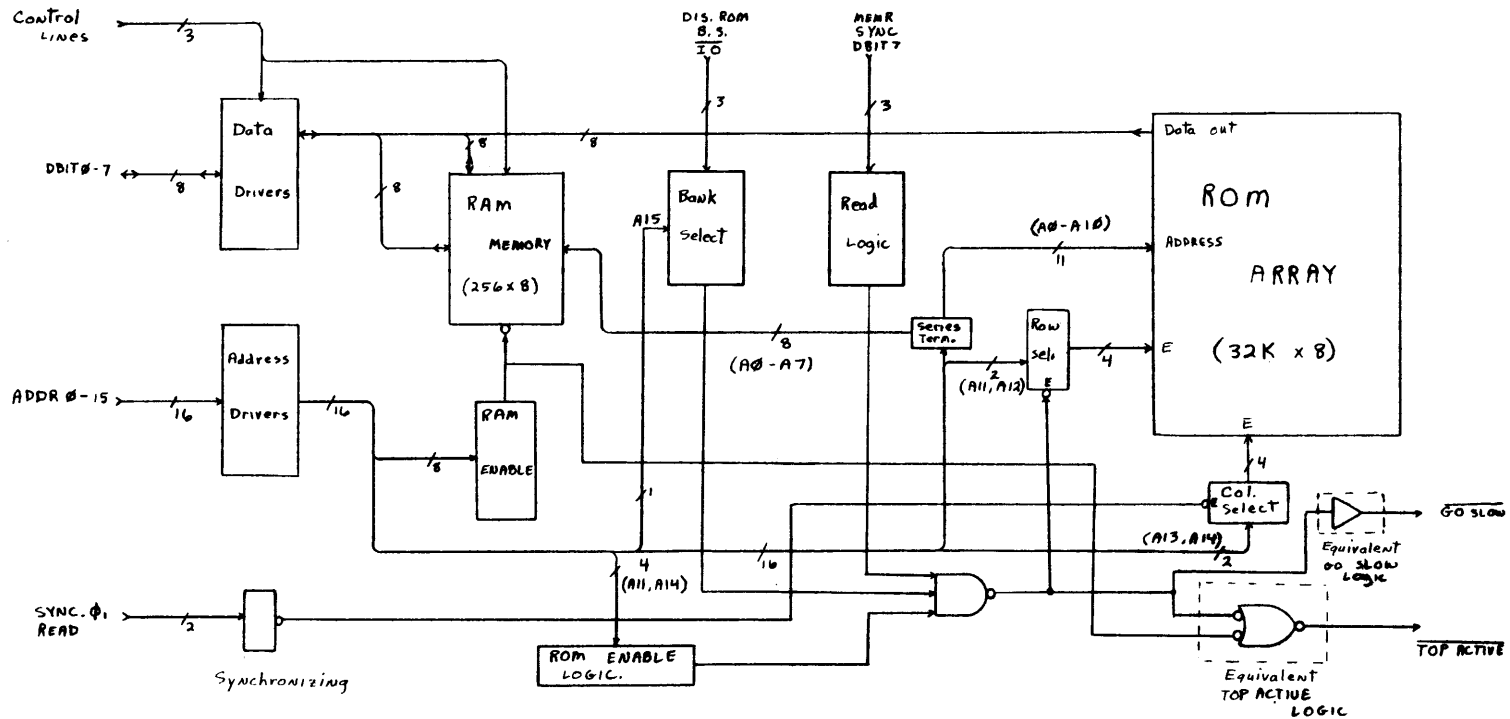 Control
LINES
3
DIS. ROM
B. S.
IO
MEMR
SYNC
DBIT7
3
3
Data
Drivers
DBITØ-7
8
8
8
8
RAM
MEMORY
(256x8)
A15
Bank
Select
Read
Logic
Data out
ROM
ARRAY
(32K x 8)
ADDRESS
E
E
(AØ-A1Ø)
11
Series
Term.
8
(AØ-A7)
Row
Sel.
E
2
(A11, A12)
4
4
Address
Drivers
ADDR Ø-15
16
16
RAM
ENABLE
8
1
Col.
Select
E
(A13, A14)
2
16
4
(A11, A14)
GO SLOW
Equivalent
GO SLOW
LOGIC
SYNC. Φ1
READ
2
Synchronizing
ROM ENABLE
LOGIC.
TOP ACTIVE
Equivalent
TOP ACTIVE
LOGIC